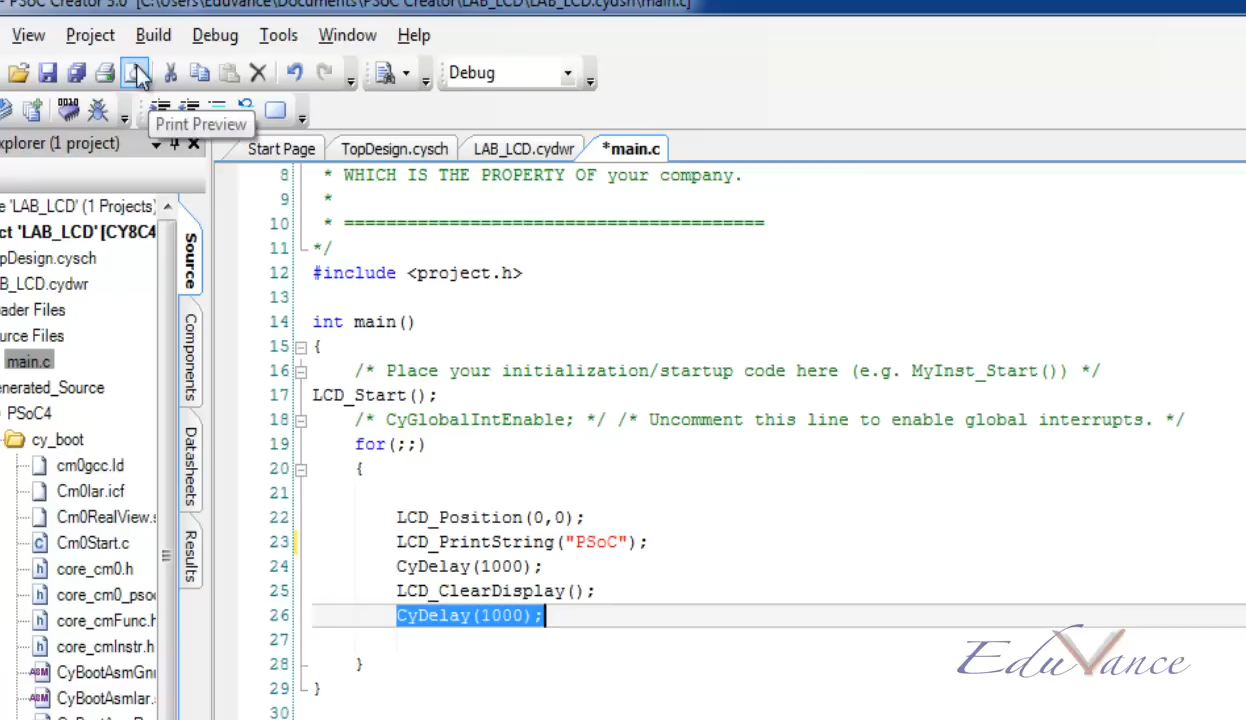 PSoC Creator 3.0 [C:\Users\Eduvance\Documents\PSoC Creator\LAB_LCD\LAB_LCD.cydsn\main.c]
View Project Build Debug Tools Window Help
Debug
Print Preview
xplorer (1 project)
Start Page TopDesign.cysch LAB_LCD.cydwr *main.c
e 'LAB_LCD' (1 Projects)
ct 'LAB_LCD' [CY8C4
pDesign.cysch
B_LCD.cydwr
ader Files
urce Files
main.c
enerated_Source
PSoC4
cy_boot
cm0gcc.ld
Cm0Iar.icf
Cm0RealView.s
Cm0Start.c
core_cm0.h
core_cm0_pso
core_cmFunc.h
core_cmInstr.h
CyBootAsmGn
CyBootAsmIar.
Source
Components
Datasheets
Results
8 * WHICH IS THE PROPERTY OF your company.
9 *
10 * ========================================
11 */
12 #include <project.h>
13
14 int main()
15 {
16 /* Place your initialization/startup code here (e.g. MyInst_Start()) */
17 LCD_Start();
18 /* CyGlobalIntEnable; */ /* Uncomment this line to enable global interrupts. */
19 for(;;)
20 {
21
22 LCD_Position(0,0);
23 LCD_PrintString("PSoC");
24 CyDelay(1000);
25 LCD_ClearDisplay();
26 CyDelay(1000);
27
28 }
29 }
30
EduVance